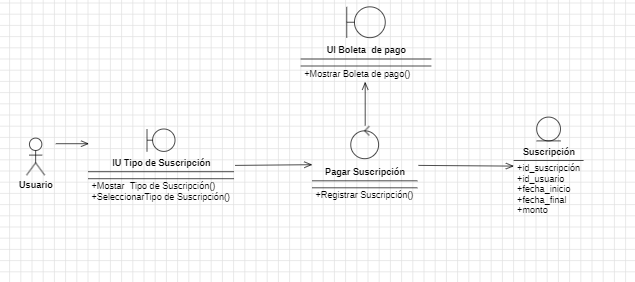 UI Boleta  de pago
+Mostrar Boleta de pago()
Usuario
IU Tipo de Suscripción
+Mostar  Tipo de Suscripción()
+SeleccionarTipo de Suscripción()
Pagar Suscripción
+Registrar Suscripción()
Suscripción
+id_suscripción
+id_usuario
+fecha_inicio
+fecha_final
+monto